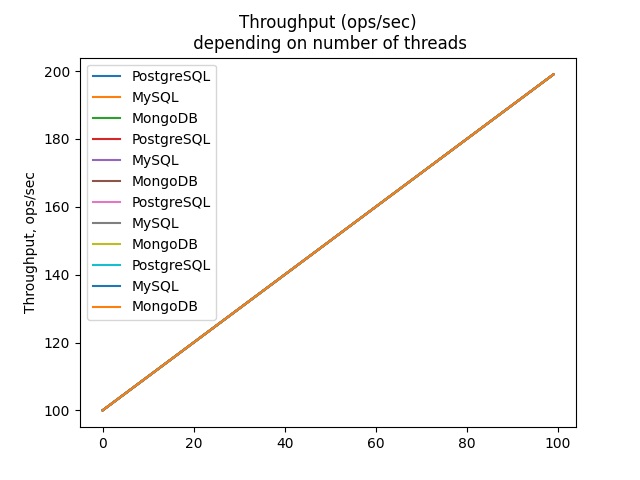 Throughput (ops/sec)
depending on number of threads
Throughput, ops/sec
200
180
160
140
120
100
PostgreSQL
MySQL
MongoDB
PostgreSQL
MySQL
MongoDB
PostgreSQL
MySQL
MongoDB
PostgreSQL
MySQL
MongoDB
0 20 40 60 80 100